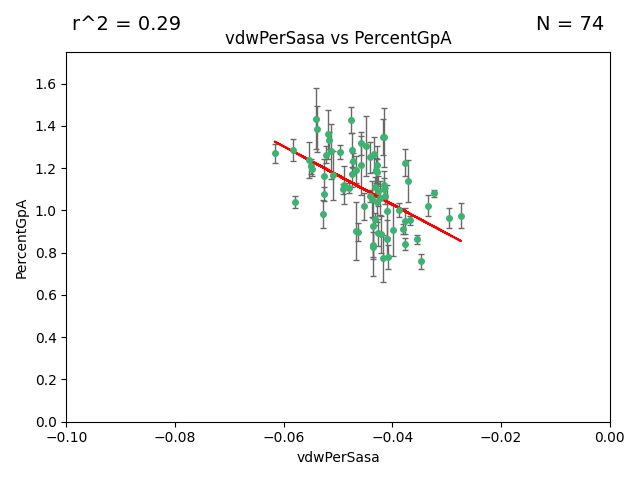 r^2 = 0.29
N = 74
vdwPerSasa vs PercentGpA
1.6
1.4
1.2
1.0
0.8
0.6
0.4
0.2
0.0
PercentGpA
−0.10 −0.08 −0.06 −0.04 −0.02 0.00
vdwPerSasa